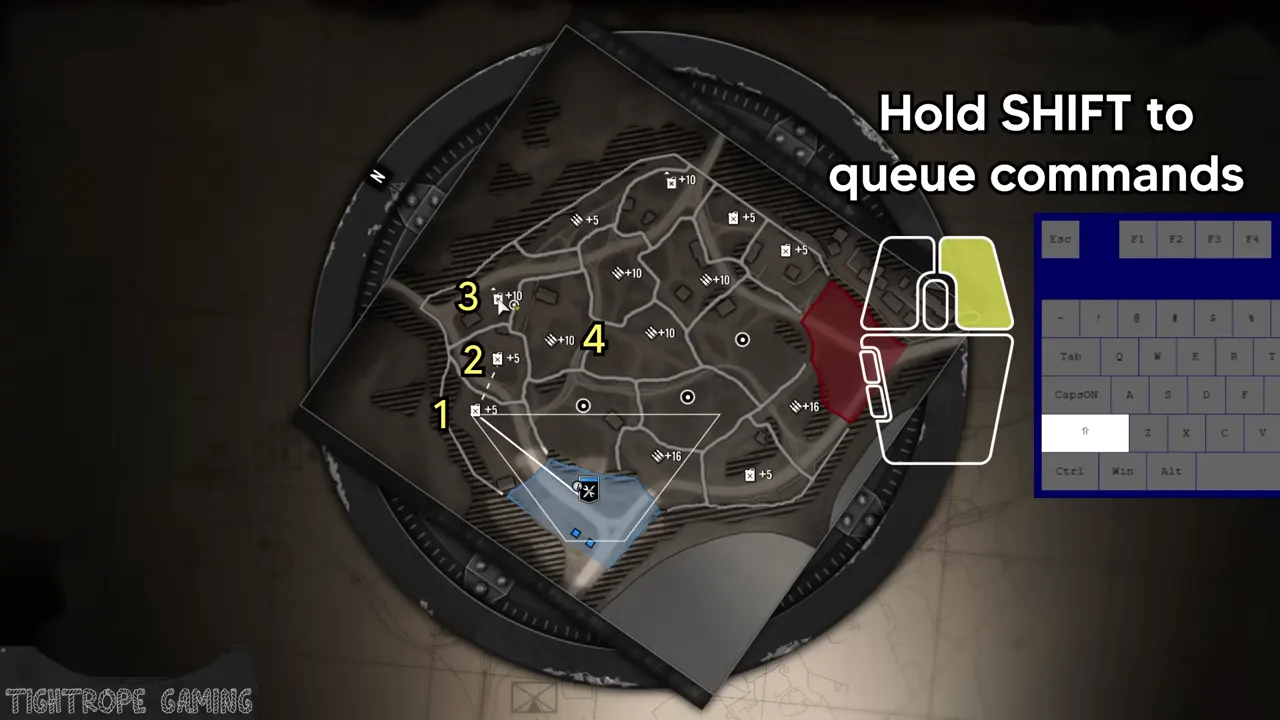 Hold SHIFT to
queue commands
N
+10
+5
+5
+5
+10
+10
3
+10
+10
4
+10
2
+5
1
+5
+16
+16
+5
Esc
F1
F2
F3
F4
~
!
@
#
$
%
Tab
Q
W
E
R
T
CapsON
A
S
D
F
⇧
Z
X
C
V
Ctrl
Win
Alt
TIGHTROPE GAMING